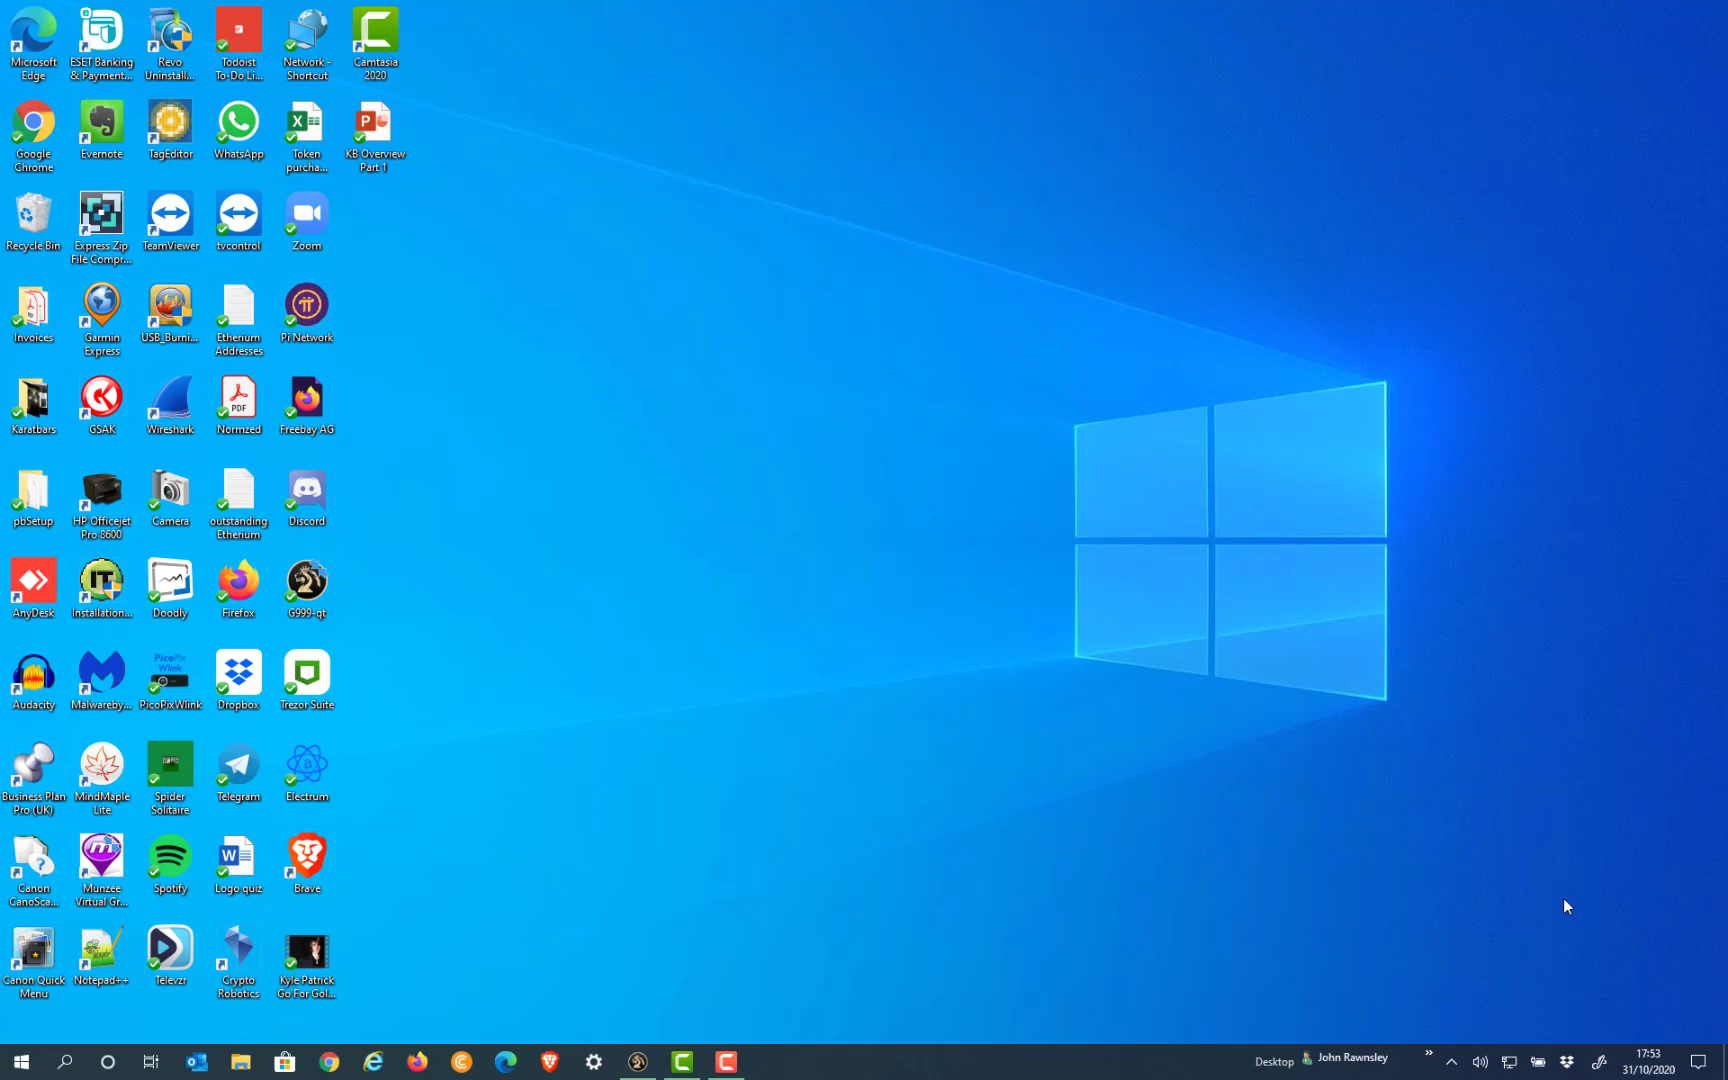 Microsoft
Edge
ESET Banking
& Payment...
Revo
Uninstall...
Todoist
To-Do Li...
Network -
Shortcut
Camtasia
2020
Google
Chrome
Evernote
TagEditor
WhatsApp
Token
purcha...
KB Overview
Part 1
Recycle Bin
Express Zip
File Compr...
TeamViewer
tvcontrol
Zoom
Invoices
Garmin
Express
USB_Burni...
Etherium
Addresses
Pi Network
Karatbars
GSAK
Wireshark
PDF
Normzed
Freebay AG
pbSetup
HP Officejet
Pro 8600
Camera
outstanding
Etherium
Discord
AnyDesk
IT
Installation...
Doodly
Firefox
G999-qt
Audacity
Malwareby...
PicoPix
Wlink
PicoPixWlink
Dropbox
Trezor Suite
Business Plan
Pro (UK)
MindMaple
Lite
Spider
Solitaire
Telegram
Electrum
Canon
CanoSca...
Munzee
Virtual Gr...
Spotify
Logo quiz
Brave
Canon Quick
Menu
Notepad++
Televzr
Crypto
Robotics
Kyle Patrick
Go For Gol...
Desktop
John Rawnsley
17:53
31/10/2020